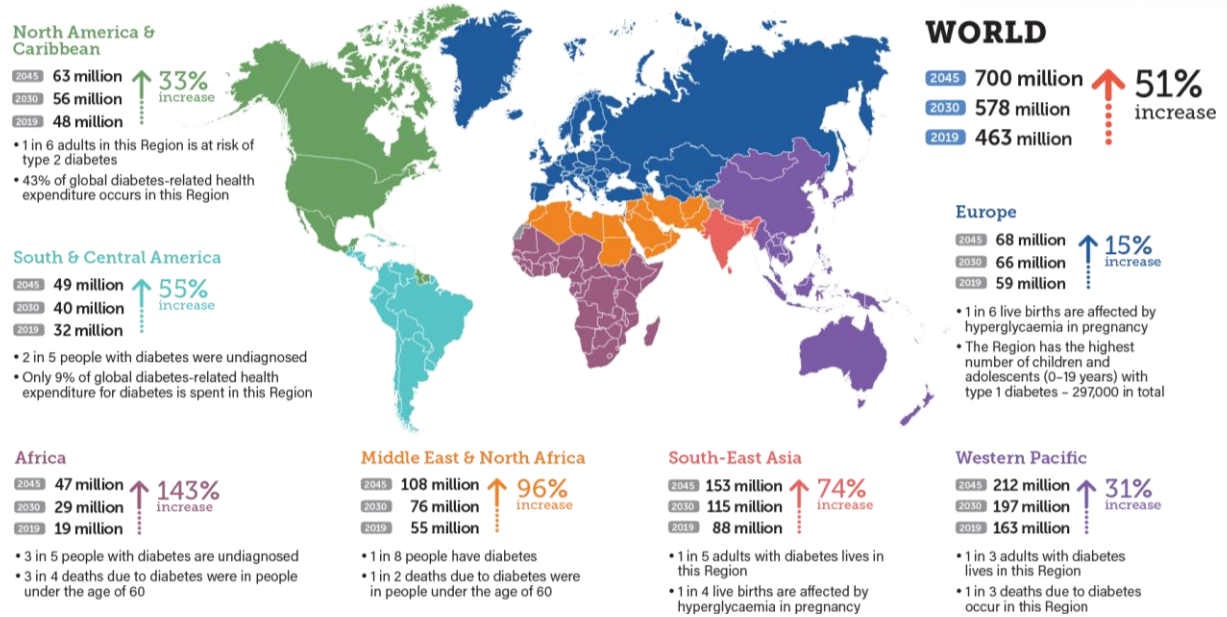 North America &
Caribbean
2045 63 million
2030 56 million
2019 48 million
33%
increase
• 1 in 6 adults in this Region is at risk of
type 2 diabetes
• 43% of global diabetes-related health
expenditure occurs in this Region
WORLD
2045 700 million
2030 578 million
2019 463 million
51%
increase
South & Central America
2045 49 million
2030 40 million
2019 32 million
55%
increase
• 2 in 5 people with diabetes were undiagnosed
• Only 9% of global diabetes-related health
expenditure for diabetes is spent in this Region
Europe
2045 68 million
2030 66 million
2019 59 million
15%
increase
• 1 in 6 live births are affected by
hyperglycaemia in pregnancy
• The Region has the highest
number of children and
adolescents (0–19 years) with
type 1 diabetes – 297,000 in total
Africa
2045 47 million
2030 29 million
2019 19 million
143%
increase
• 3 in 5 people with diabetes are undiagnosed
• 3 in 4 deaths due to diabetes were in people
under the age of 60
Middle East & North Africa
2045 108 million
2030 76 million
2019 55 million
96%
increase
• 1 in 8 people have diabetes
• 1 in 2 deaths due to diabetes were
in people under the age of 60
South-East Asia
2045 153 million
2030 115 million
2019 88 million
74%
increase
• 1 in 5 adults with diabetes lives in
this Region
• 1 in 4 live births are affected by
hyperglycaemia in pregnancy
Western Pacific
2045 212 million
2030 197 million
2019 163 million
31%
increase
• 1 in 3 adults with diabetes
lives in this Region
• 1 in 3 deaths due to diabetes
occur in this Region